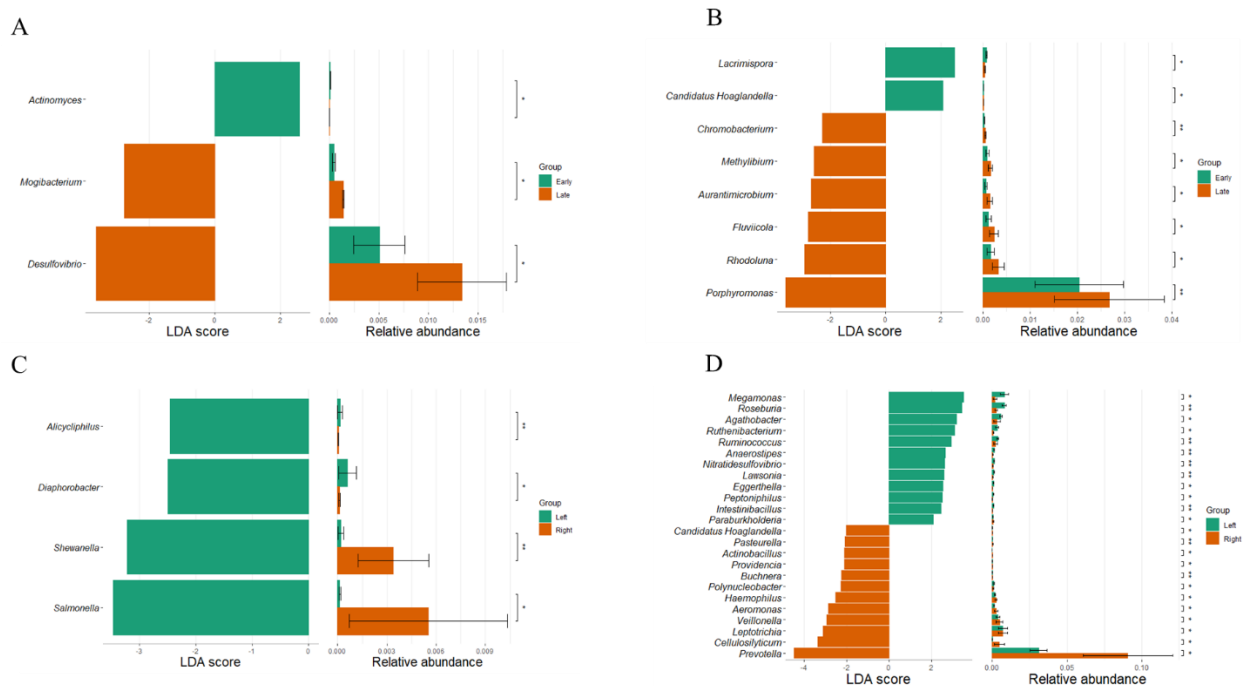 A
Actinomyces
Mogibacterium
Desulfovibrio
-2 0 2
LDA score
0.000 0.005 0.010 0.015
Relative abundance
*
*
*
Group
Early
Late
B
Lacrimispora
Candidatus Hoaglandella
Chromobacterium
Methylibium
Aurantimicrobium
Fluviicola
Rhodoluna
Porphyromonas
-2 0 2
LDA score
0.00 0.01 0.02 0.03 0.04
Relative abundance
*
*
**
*
*
*
*
**
Group
Early
Late
C
Alicycliphilus
Diaphorobacter
Shewanella
Salmonella
-3 -2 -1 0
LDA score
0.000 0.003 0.006 0.009
Relative abundance
**
*
**
*
Group
Left
Right
D
Megamonas
Roseburia
Agathobacter
Ruthenibacterium
Ruminococcus
Anaerostipes
Nitratidesulfovibrio
Lawsonia
Eggerthella
Peptoniphilus
Intestinibacillus
Paraburkholderia
Candidatus Hoaglandella
Pasteurella
Actinobacillus
Providencia
Buchnera
Polynucleobacter
Haemophilus
Aeromonas
Veillonella
Leptotrichia
Cellulosilyticum
Prevotella
-4 -2 0 2
LDA score
0.00 0.05 0.10
Relative abundance
Group
Left
Right